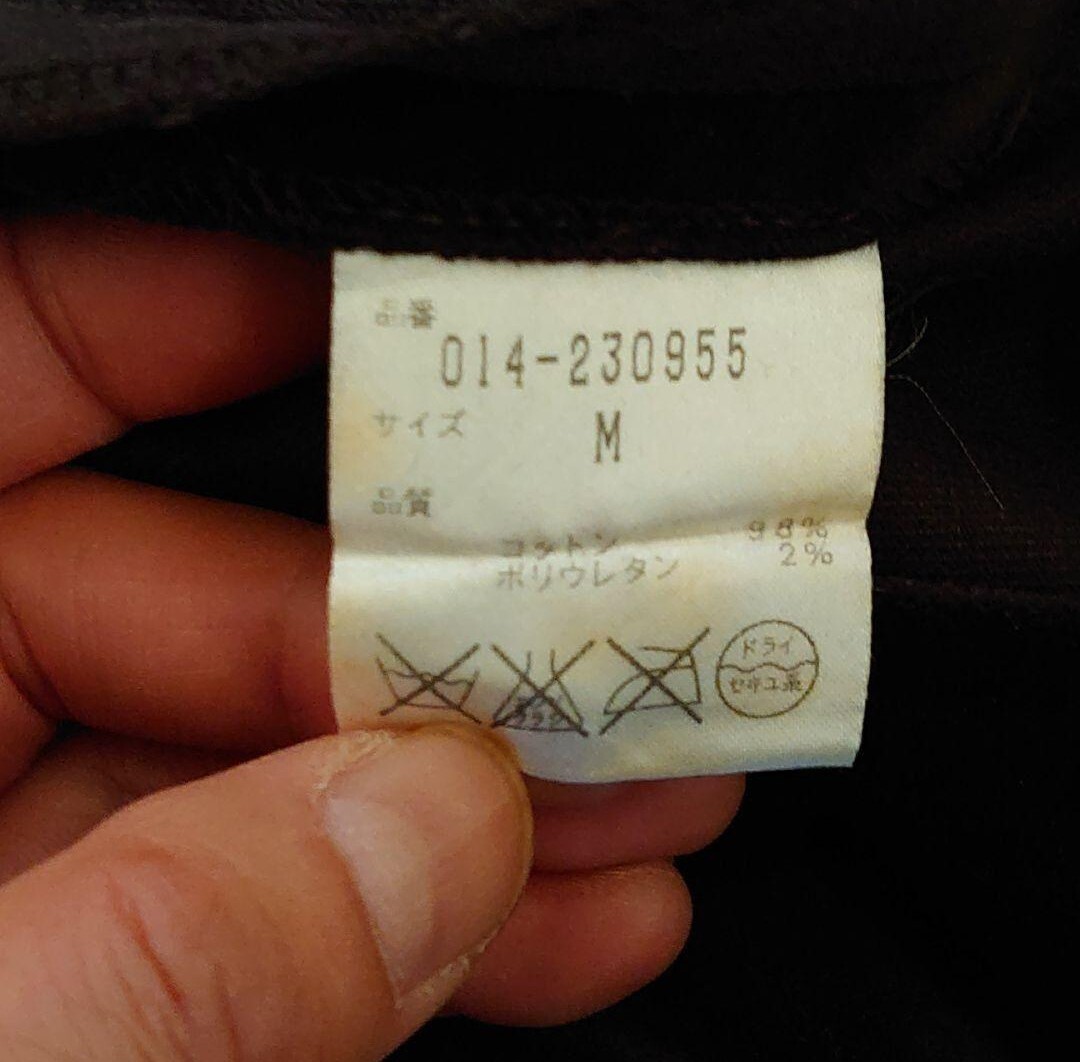 品番
014-230955
サイズ M
品質
コットン 98%
ポリウレタン 2%
ドライ
セキユ系